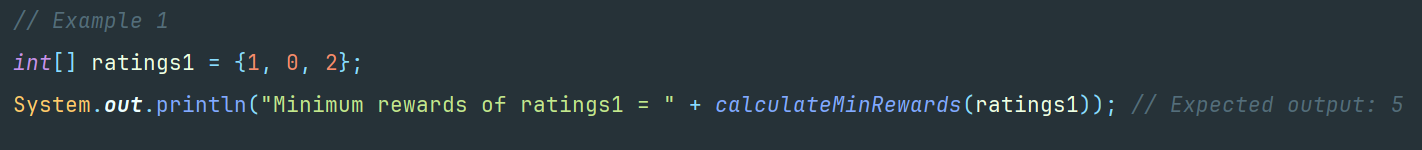 // Example 1
int[] ratings1 = {1, 0, 2};
System.out.println("Minimum rewards of ratings1 = " + calculateMinRewards(ratings1)); // Expected output: 5